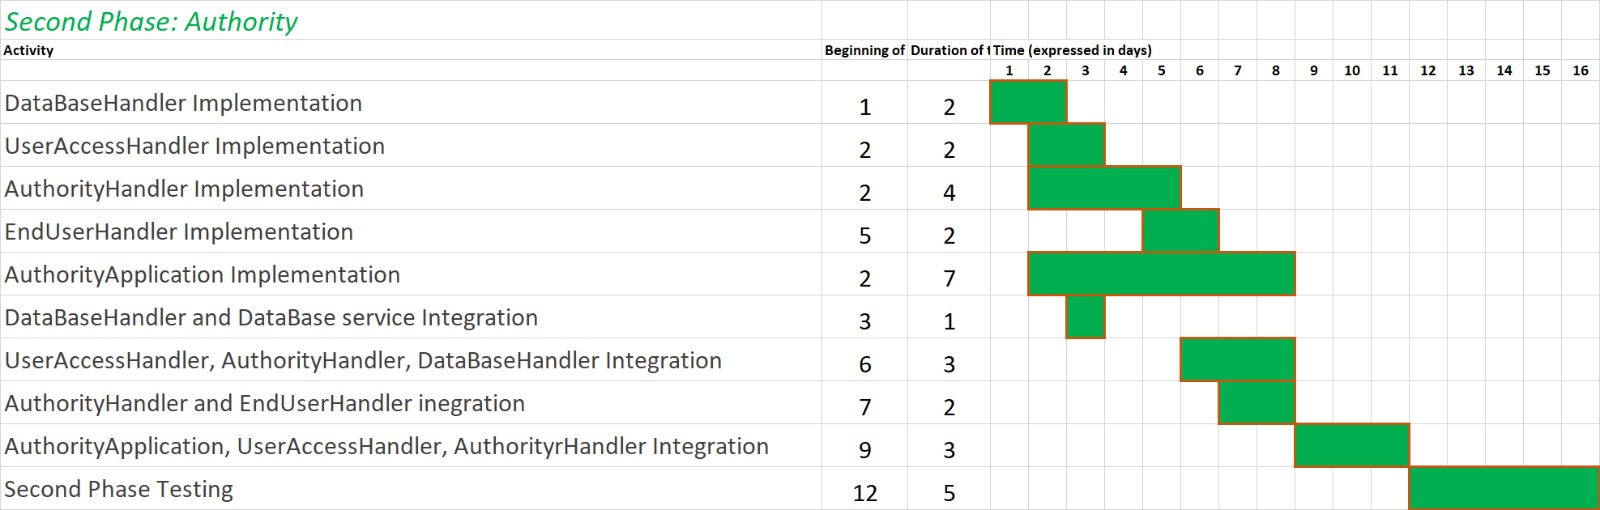 Second Phase: Authority
Activity Beginning of Duration of t Time (expressed in days)
1 2 3 4 5 6 7 8 9 10 11 12 13 14 15 16
DataBaseHandler Implementation 1 2
UserAccessHandler Implementation 2 2
AuthorityHandler Implementation 2 4
EndUserHandler Implementation 5 2
AuthorityApplication Implementation 2 7
DataBaseHandler and DataBase service Integration 3 1
UserAccessHandler, AuthorityHandler, DataBaseHandler Integration 6 3
AuthorityHandler and EndUserHandler inegration 7 2
AuthorityApplication, UserAccessHandler, AuthorityrHandler Integration 9 3
Second Phase Testing 12 5